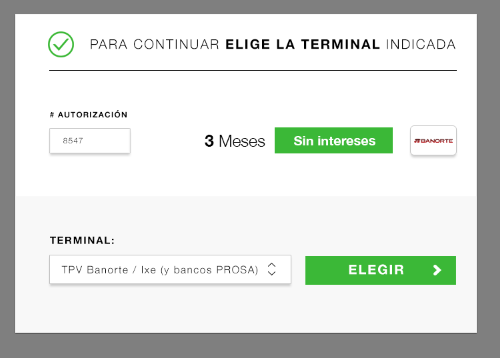 PARA CONTINUAR ELIGE LA TERMINAL INDICADA
# AUTORIZACIÓN
8547
3 Meses
Sin intereses
BANORTE
TERMINAL:
TPV Banorte / Ixe (y bancos PROSA)
ELEGIR